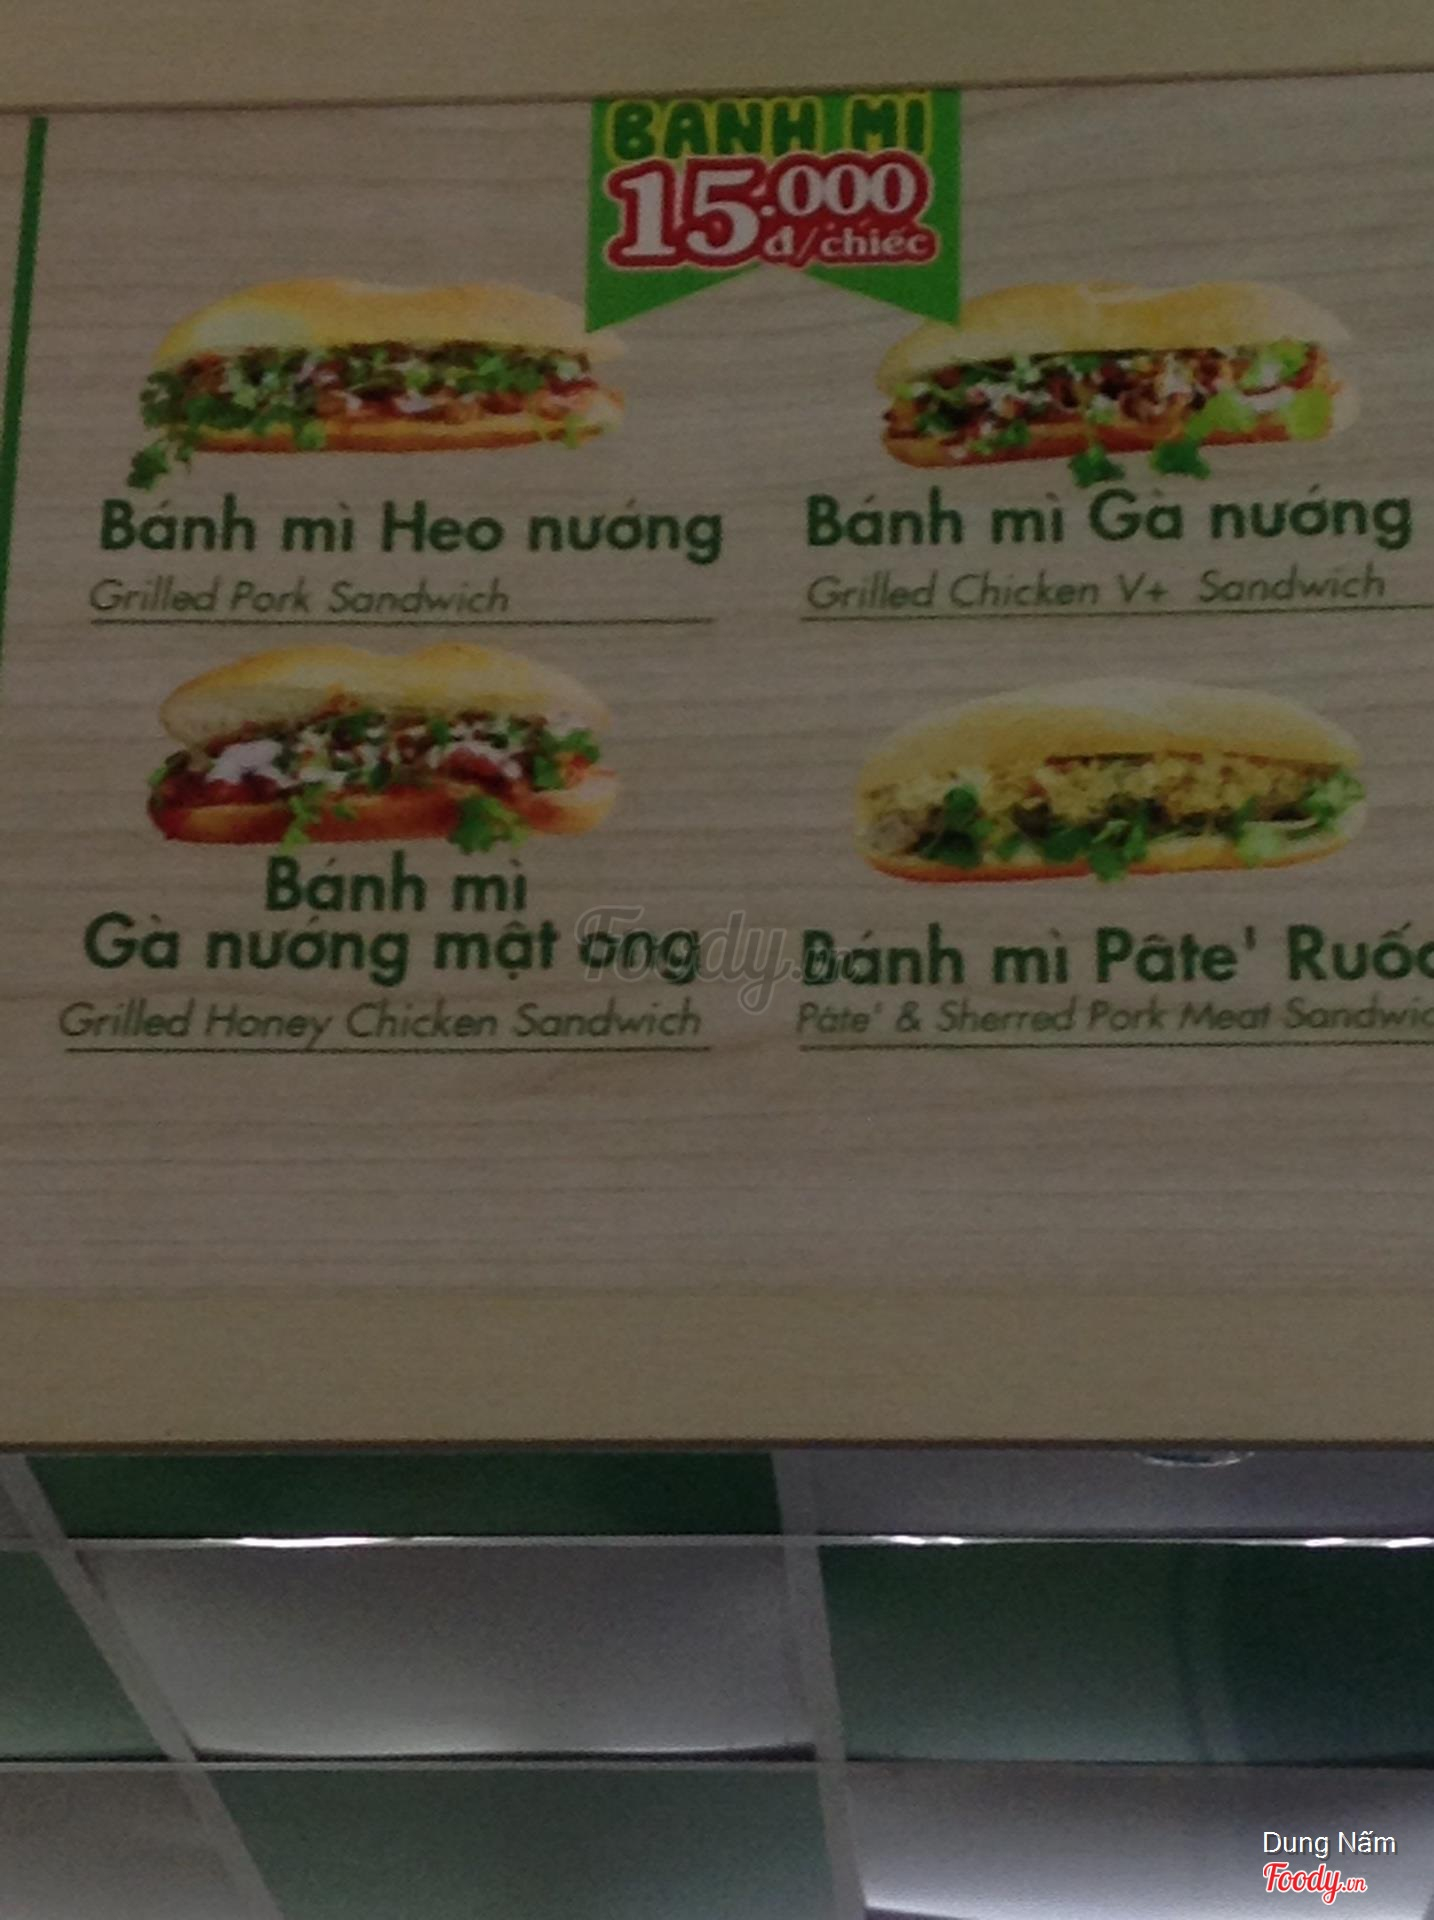 BANH MI
15.000
đ/chiếc
Bánh mì Heo nướng
Grilled Pork Sandwich
Bánh mì Gà nướng
Grilled Chicken V+ Sandwich
Bánh mì
Gà nướng mật ong
Grilled Honey Chicken Sandwich
Bánh mì Pâte' Ruốc
Pâte' & Sherred Pork Meat Sandwic
Foody.vn
Dung Nấm
Foody.vn